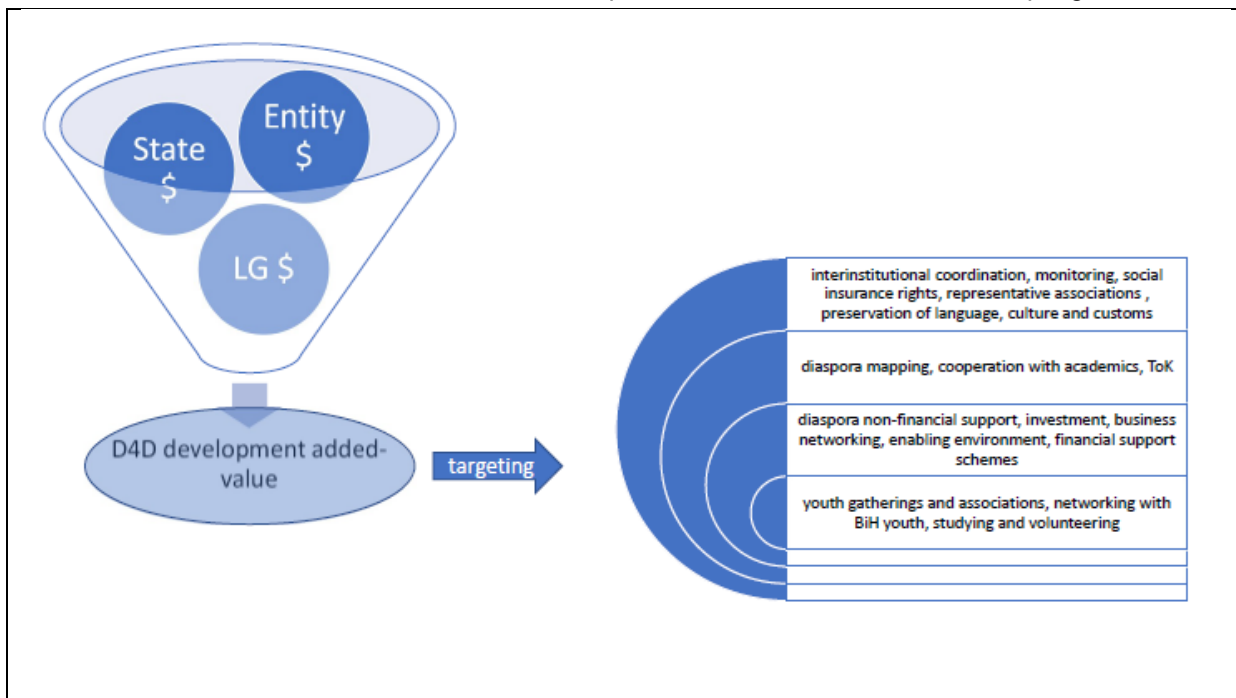 Entity
$
State
$
LG $
D4D development added-
value
targeting
interinstitutional coordination, monitoring, social
insurance rights, representative associations ,
preservation of language, culture and customs
diaspora mapping, cooperation with academics, ToK
diaspora non-financial support, investment, business
networking, enabling environment, financial support
schemes
youth gatherings and associations, networking with
BiH youth, studying and volunteering